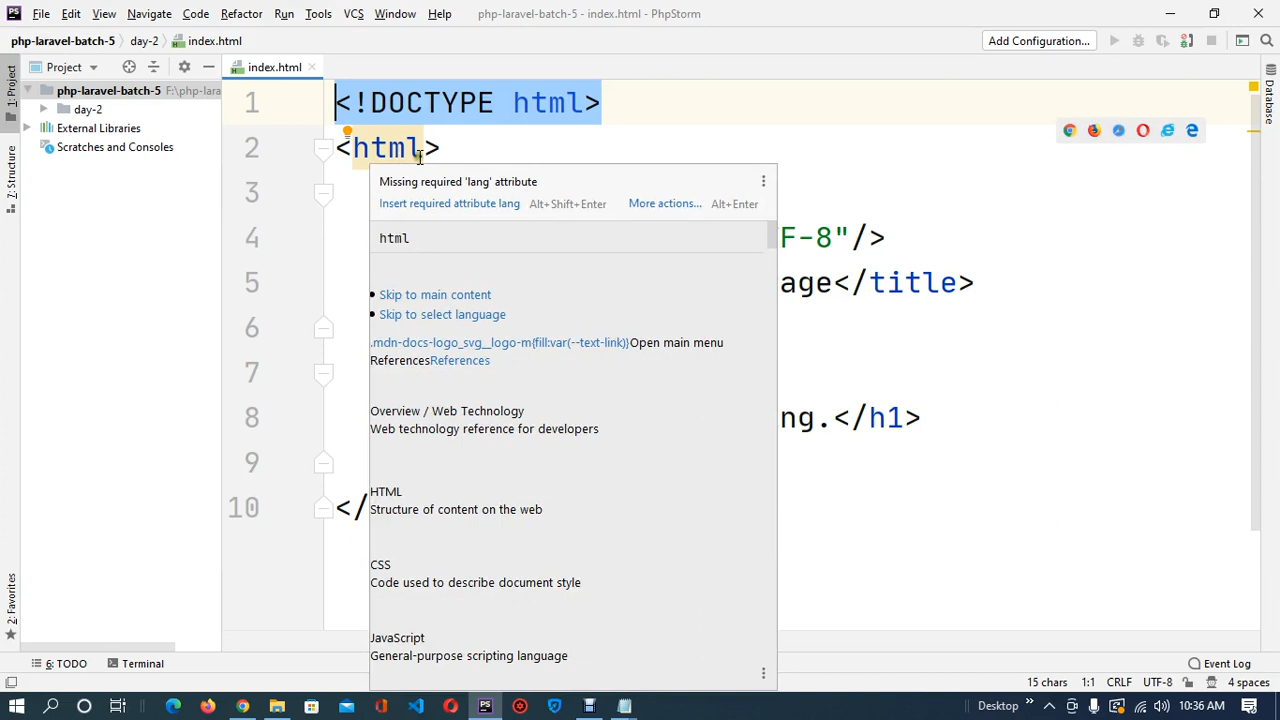 File Edit View Navigate Code Refactor Run Tools VCS Window Help php-laravel-batch-5 - index.html - PhpStorm
php-laravel-batch-5 day-2 index.html Add Configuration...
1: Project
Project
index.html
Database
php-laravel-batch-5 F:\php-lara
day-2
External Libraries
Scratches and Consoles
7: Structure
2: Favorites
1 <!DOCTYPE html>
2 <html>
3
4 F-8"/>
5 age</title>
6
7
8 ng.</h1>
9
10 </
Missing required 'lang' attribute
Insert required attribute lang Alt+Shift+Enter More actions... Alt+Enter
html
• Skip to main content
• Skip to select language
.mdn-docs-logo_svg__logo-m{fill:var(--text-link)}Open main menu
ReferencesReferences
Overview / Web Technology
Web technology reference for developers
HTML
Structure of content on the web
CSS
Code used to describe document style
JavaScript
General-purpose scripting language
6: TODO Terminal Event Log
15 chars 1:1 CRLF UTF-8 4 spaces
Desktop 10:36 AM